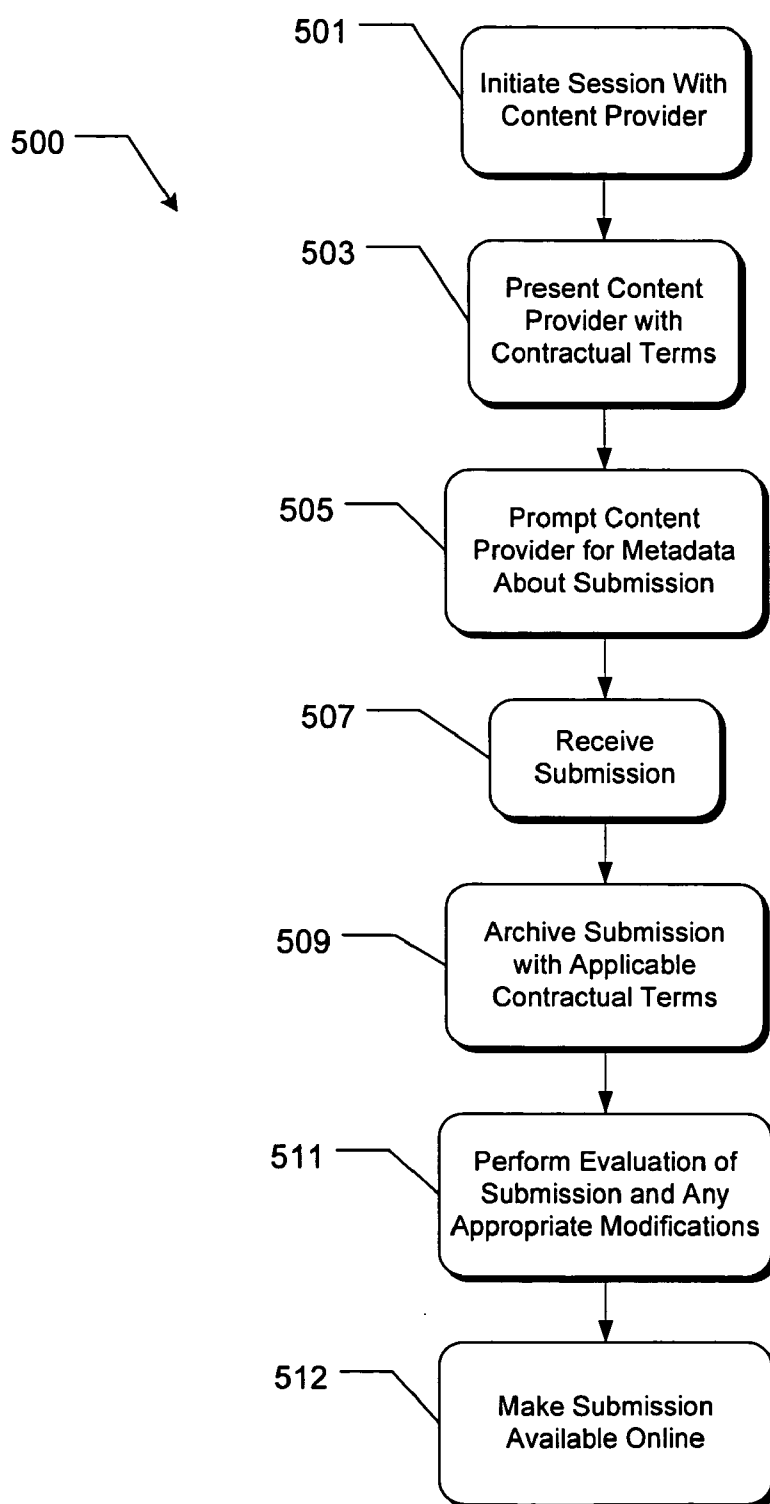 501
Initiate Session With
Content Provider
500
503
Present Content
Provider with
Contractual Terms
505
Prompt Content
Provider for Metadata
About Submission
507
Receive
Submission
509
Archive Submission
with Applicable
Contractual Terms
511
Perform Evaluation of
Submission and Any
Appropriate Modifications
512
Make Submission
Available Online